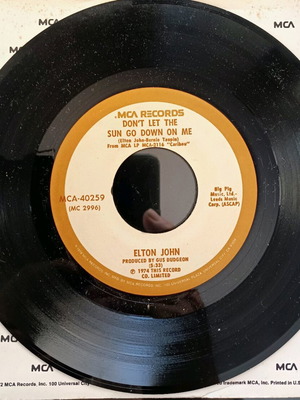 MCA RECORDS
DON'T LET THE
SUN GO DOWN ON ME
(Elton John-Bernie Taupin)
From MCA LP MCA-2116 "Caribou"
MCA-40259
(MC 2996)
Big Pig
Music, Ltd.-
Leeds Music
Corp. (ASCAP)
ELTON JOHN
PRODUCED BY GUS DUDGEON
(5:33)
℗ 1974 THIS RECORD
CO. LIMITED
MCA
MCA
MCA
2 MCA Records, Inc. 100 Universal City
trademark MCA, Inc. Printed in U.S.